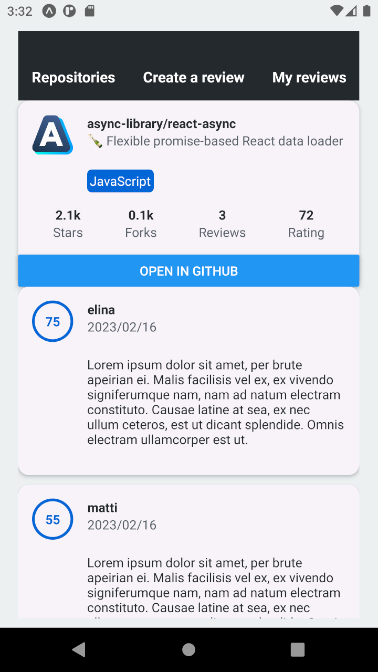 3:32
Repositories Create a review My reviews
async-library/react-async
🍾 Flexible promise-based React data loader
JavaScript
2.1k 0.1k 3 72
Stars Forks Reviews Rating
OPEN IN GITHUB
75
elina
2023/02/16
Lorem ipsum dolor sit amet, per brute
apeirian ei. Malis facilisis vel ex, ex vivendo
signiferumque nam, nam ad natum electram
constituto. Causae latine at sea, ex nec
ullum ceteros, est ut dicant splendide. Omnis
electram ullamcorper est ut.
55
matti
2023/02/16
Lorem ipsum dolor sit amet, per brute
apeirian ei. Malis facilisis vel ex, ex vivendo
signiferumque nam, nam ad natum electram
constituto. Causae latine at sea, ex nec